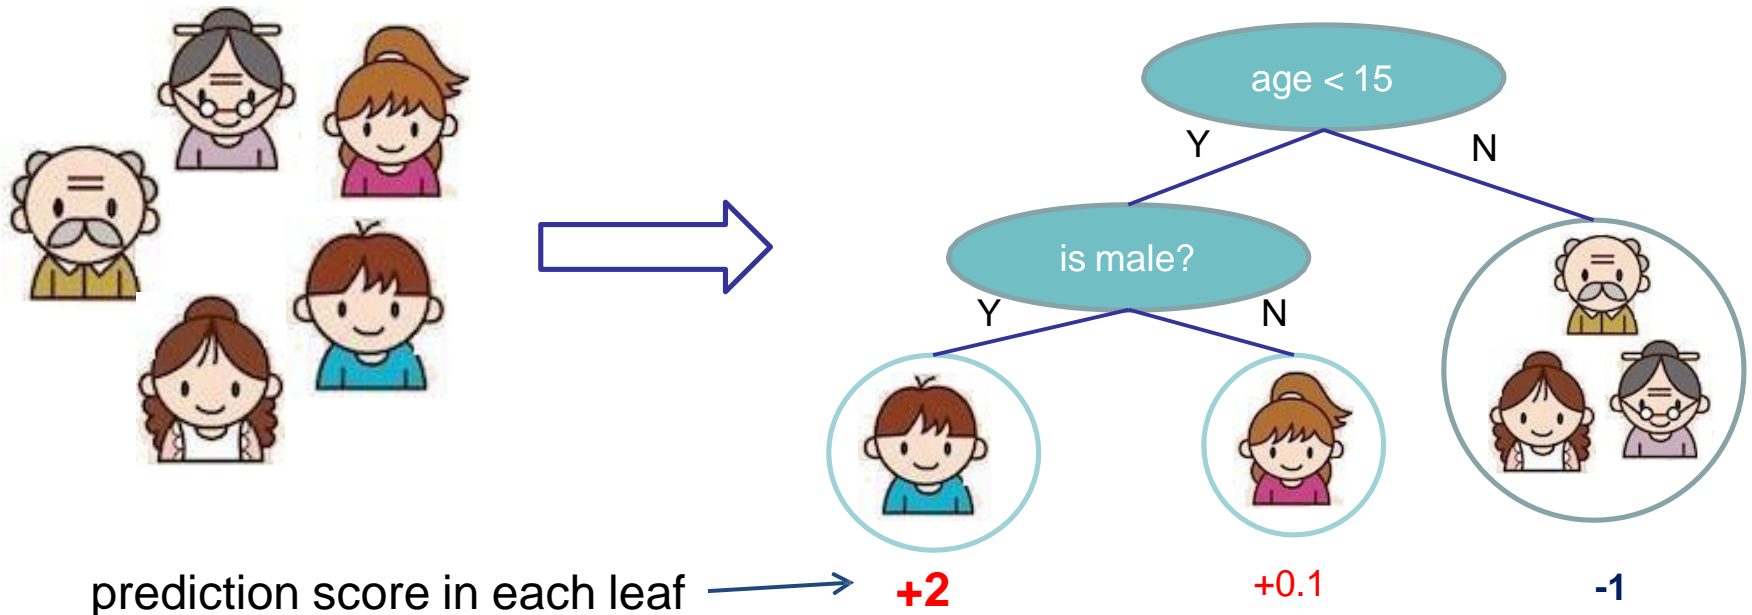 age < 15
Y
N
is male?
Y
N
prediction score in each leaf
+2
+0.1
-1